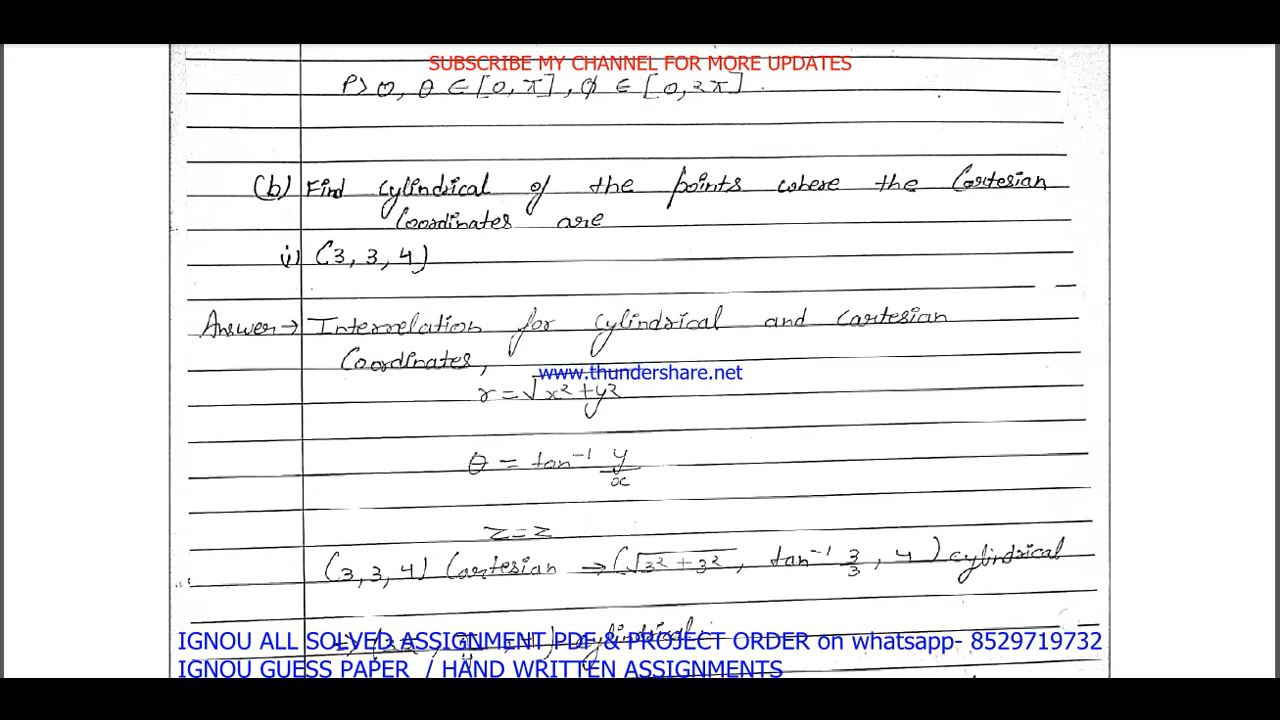 SUBSCRIBE MY CHANNEL FOR MORE UPDATES
P> 0, θ ∈ [0, π], φ ∈ [0, 2π].
(b) Find cylindrical of the points where the Cartesian
Coordinates are
i) (3, 3, 4)
Answer → Interrelation for cylindrical and cartesian
Coordinates,
www.thundershare.net
r = √x² + y²
θ = tan⁻¹ y/x
z = z
(3, 3, 4) Cartesian → (√3² + 3², tan⁻¹ 3/3, 4) cylindrical
cylindrical.
IGNOU ALL SOLVED ASSIGNMENT PDF & PROJECT ORDER on whatsapp- 8529719732
IGNOU GUESS PAPER / HAND WRITTEN ASSIGNMENTS